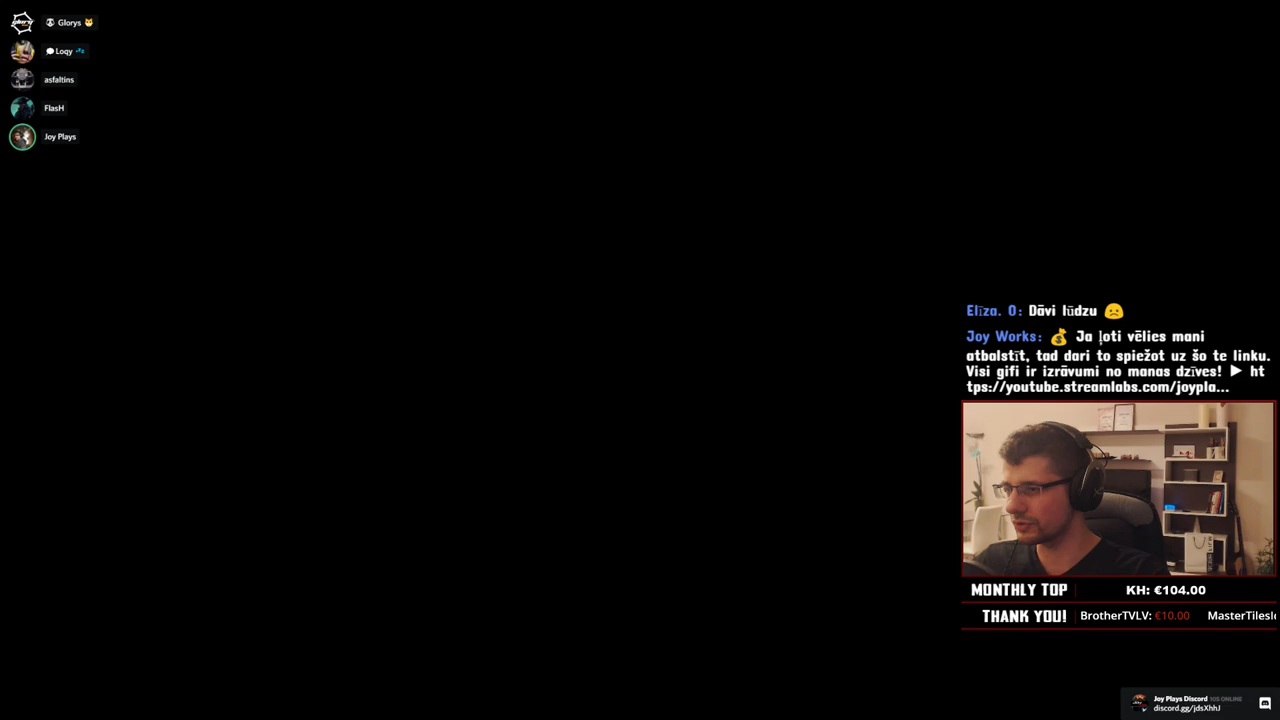 Glorys
Loqy
asfaltins
FlasH
Joy Plays
Elīza. O: Dāvi lūdzu
Joy Works: Ja ļoti vēlies mani
atbalstīt, tad dari to spiežot uz šo te linku.
Visi gifi ir izrāvumi no manas dzīves! ht
tps://youtube.streamlabs.com/joypla...
MONTHLY TOP KH: €104.00
THANK YOU! BrotherTVLV: €10.00
Joy Plays Discord 105 ONLINE
discord.gg/jdsXhhJ